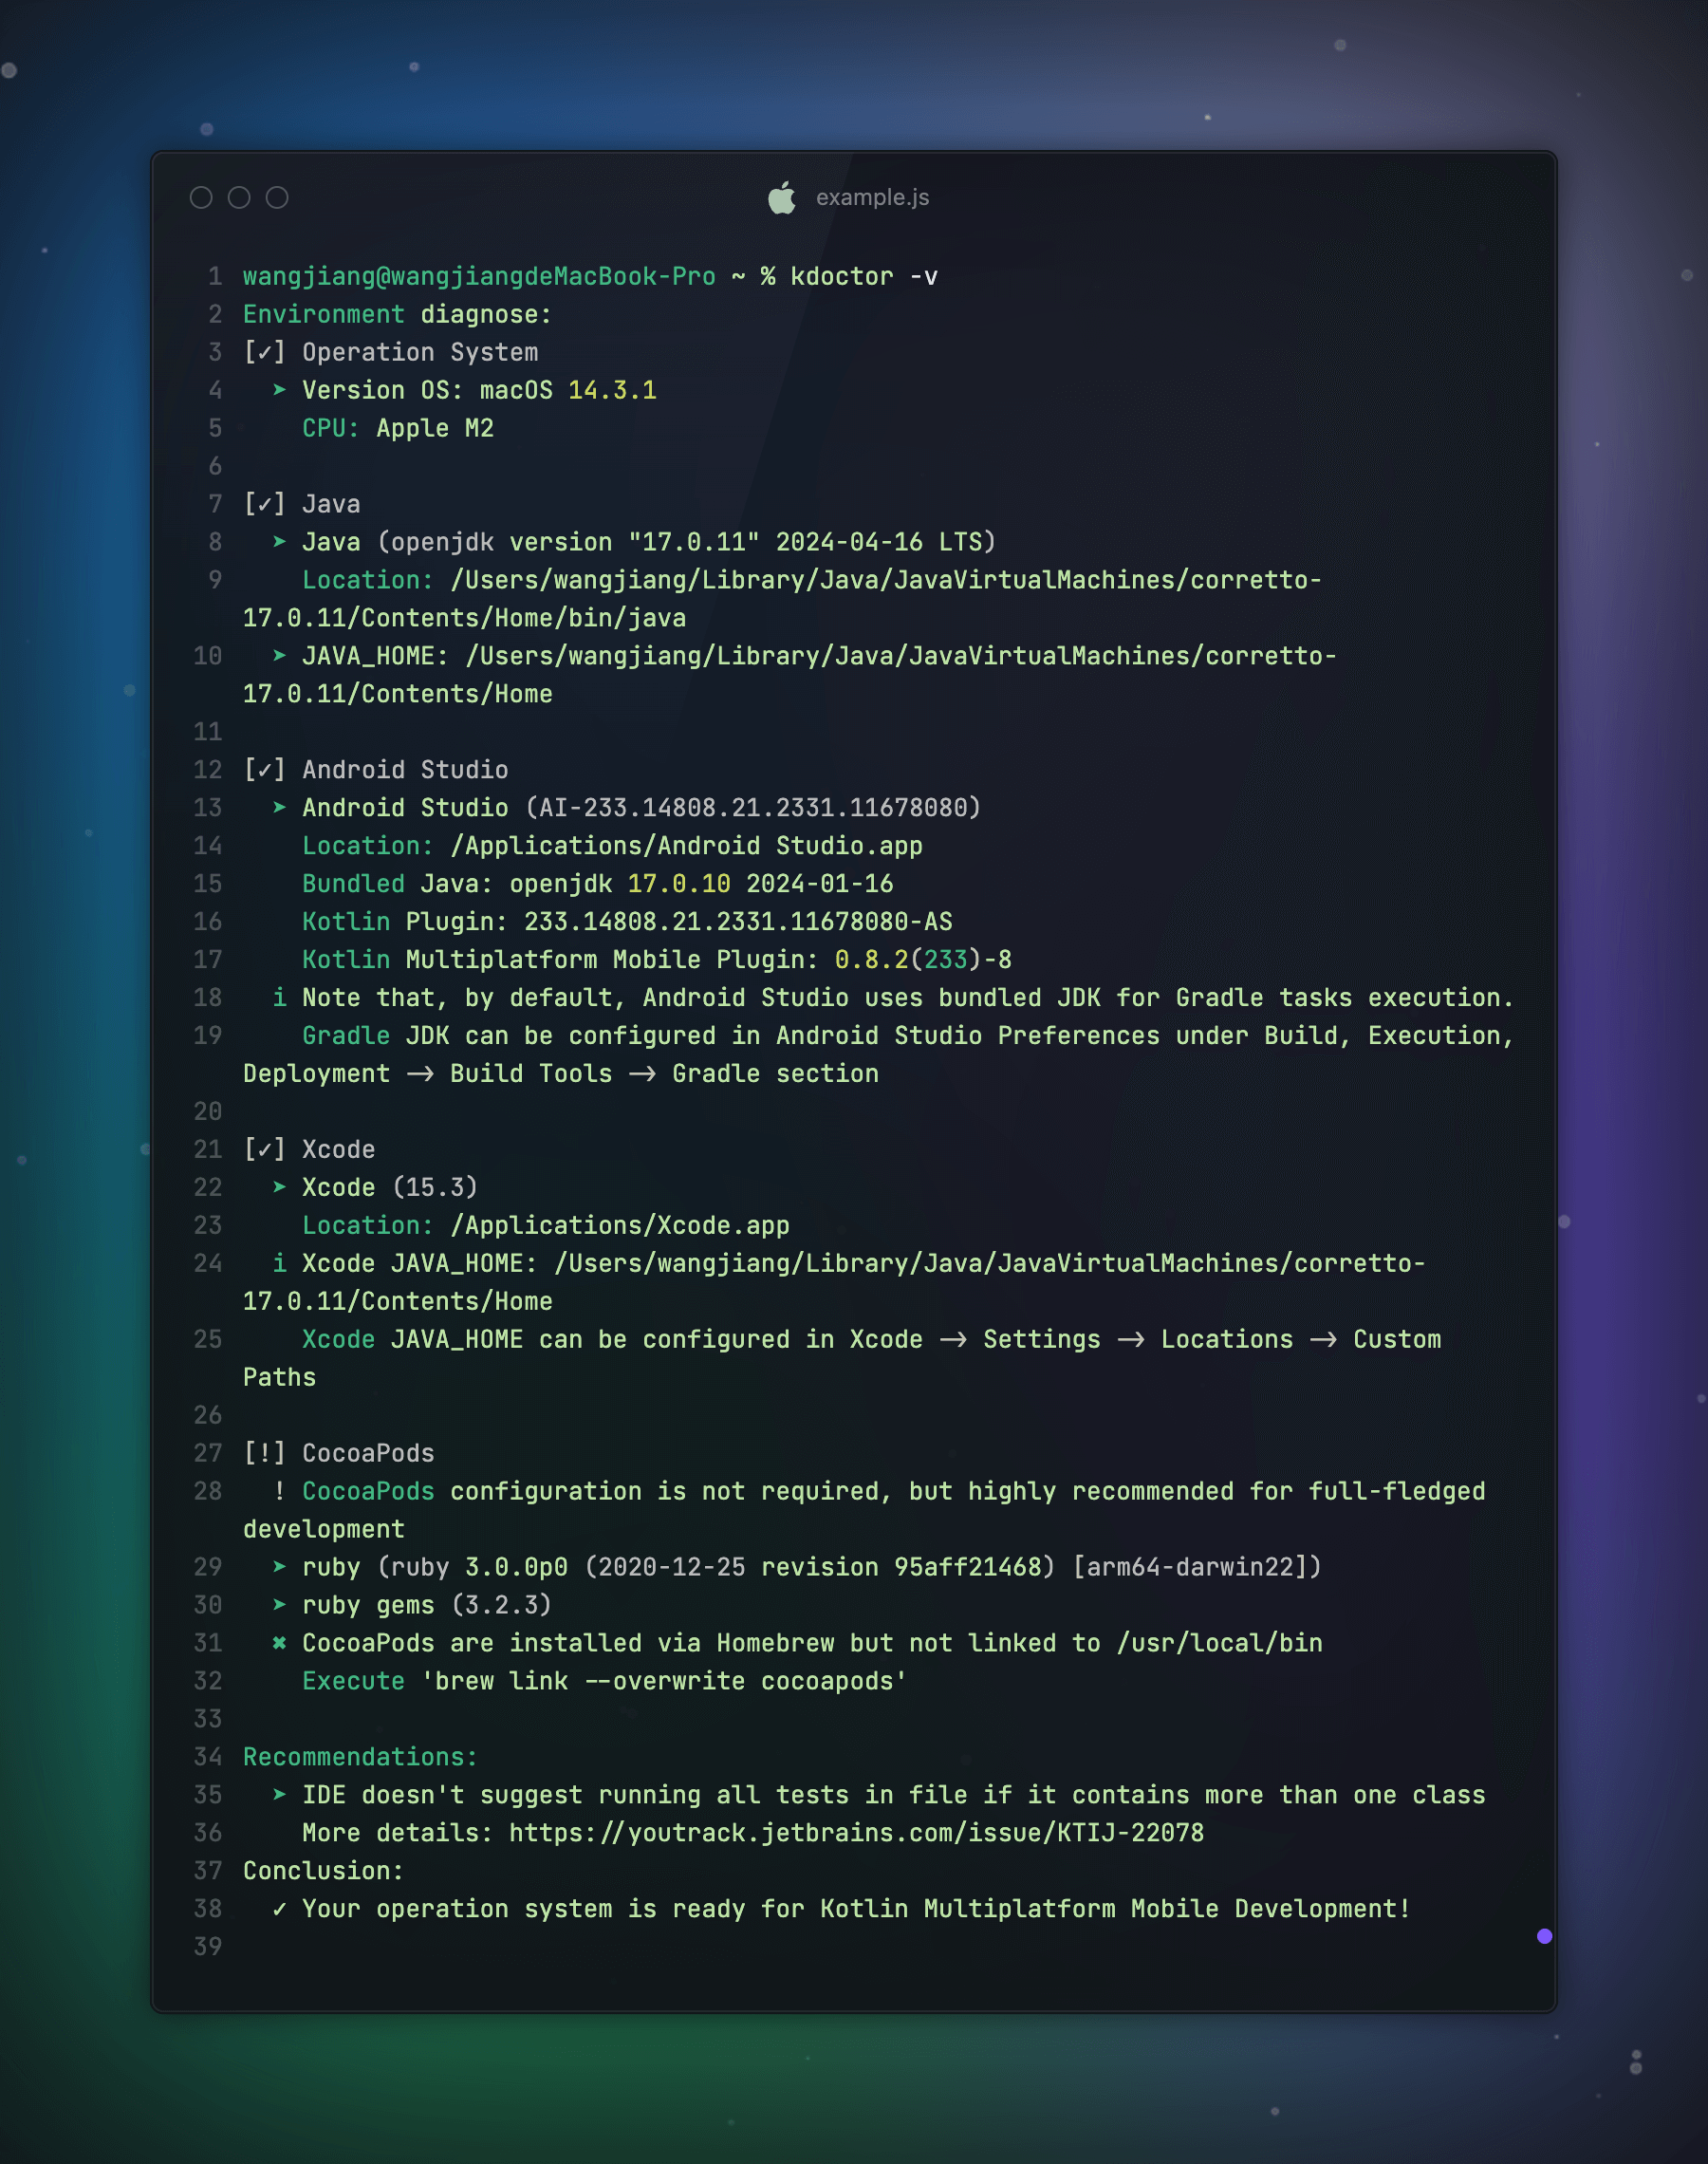 example.js
1 wangjiang@wangjiangdeMacBook-Pro ~ % kdoctor -v
2 Environment diagnose:
3 [✓] Operation System
4   ➤ Version OS: macOS 14.3.1
5     CPU: Apple M2
6
7 [✓] Java
8   ➤ Java (openjdk version "17.0.11" 2024-04-16 LTS)
9     Location: /Users/wangjiang/Library/Java/JavaVirtualMachines/corretto-
17.0.11/Contents/Home/bin/java
10   ➤ JAVA_HOME: /Users/wangjiang/Library/Java/JavaVirtualMachines/corretto-
17.0.11/Contents/Home
11
12 [✓] Android Studio
13   ➤ Android Studio (AI-233.14808.21.2331.11678080)
14     Location: /Applications/Android Studio.app
15     Bundled Java: openjdk 17.0.10 2024-01-16
16     Kotlin Plugin: 233.14808.21.2331.11678080-AS
17     Kotlin Multiplatform Mobile Plugin: 0.8.2(233)-8
18   i Note that, by default, Android Studio uses bundled JDK for Gradle tasks execution.
19     Gradle JDK can be configured in Android Studio Preferences under Build, Execution,
Deployment -> Build Tools -> Gradle section
20
21 [✓] Xcode
22   ➤ Xcode (15.3)
23     Location: /Applications/Xcode.app
24   i Xcode JAVA_HOME: /Users/wangjiang/Library/Java/JavaVirtualMachines/corretto-
17.0.11/Contents/Home
25     Xcode JAVA_HOME can be configured in Xcode -> Settings -> Locations -> Custom
Paths
26
27 [!] CocoaPods
28   ! CocoaPods configuration is not required, but highly recommended for full-fledged
development
29   ➤ ruby (ruby 3.0.0p0 (2020-12-25 revision 95aff21468) [arm64-darwin22])
30   ➤ ruby gems (3.2.3)
31   ✖ CocoaPods are installed via Homebrew but not linked to /usr/local/bin
32     Execute 'brew link --overwrite cocoapods'
33
34 Recommendations:
35   ➤ IDE doesn't suggest running all tests in file if it contains more than one class
36     More details: https://youtrack.jetbrains.com/issue/KTIJ-22078
37 Conclusion:
38   ✓ Your operation system is ready for Kotlin Multiplatform Mobile Development!
39